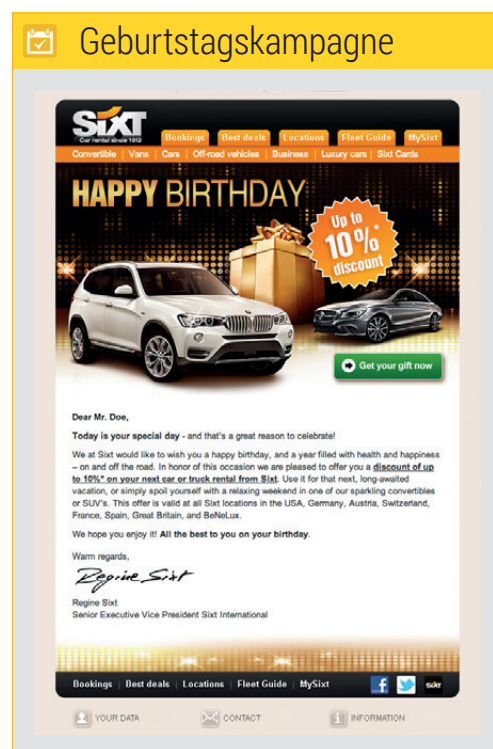 Geburtstagskampagne
SIXT
Car rental since 1912
Bookings Best deals Locations Fleet Guide MySixt
Convertible | Vans | Cars | Off-road vehicles | Business | Luxury cars | Sixt Cards
HAPPY BIRTHDAY
Up to
10%*
discount
Get your gift now
Dear Mr. Doe,
Today is your special day - and that's a great reason to celebrate!
We at Sixt would like to wish you a happy birthday, and a year filled with health and happiness
– on and off the road. In honor of this occasion we are pleased to offer you a discount of up
to 10%* on your next car or truck rental from Sixt. Use it for that next, long-awaited
vacation, or simply spoil yourself with a relaxing weekend in one of our sparkling convertibles
or SUV's. This offer is valid at all Sixt locations in the USA, Germany, Austria, Switzerland,
France, Spain, Great Britain, and BeNeLux.
We hope you enjoy it! All the best to you on your birthday.
Warm regards,
Regine Sixt
Regine Sixt
Senior Executive Vice President Sixt International
Bookings | Best deals | Locations | Fleet Guide | MySixt
f
SIXT
YOUR DATA CONTACT INFORMATION